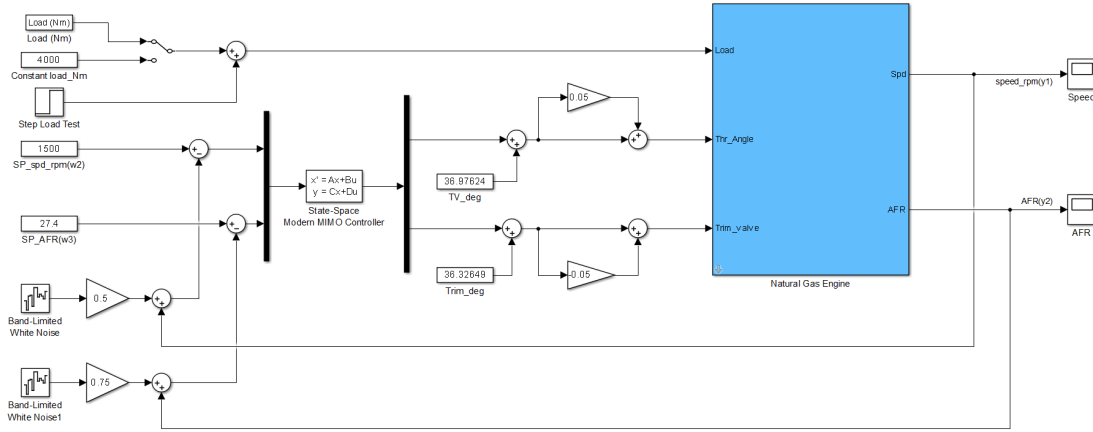 Load (Nm)
Load (Nm)
4000
Constant load_Nm
Step Load Test
1500
SP_spd_rpm(w2)
27.4
SP_AFR(w3)
Band-Limited
White Noise
0.5
Band-Limited
White Noise1
0.75
x' = Ax+Bu
y = Cx+Du
State-Space
Modern MIMO Controller
0.05
36.97624
TV_deg
36.32649
Trim_deg
-0.05
Load
Thr_Angle
Trim_valve
Spd
AFR
Natural Gas Engine
speed_rpm(y1)
Speed
AFR(y2)
AFR